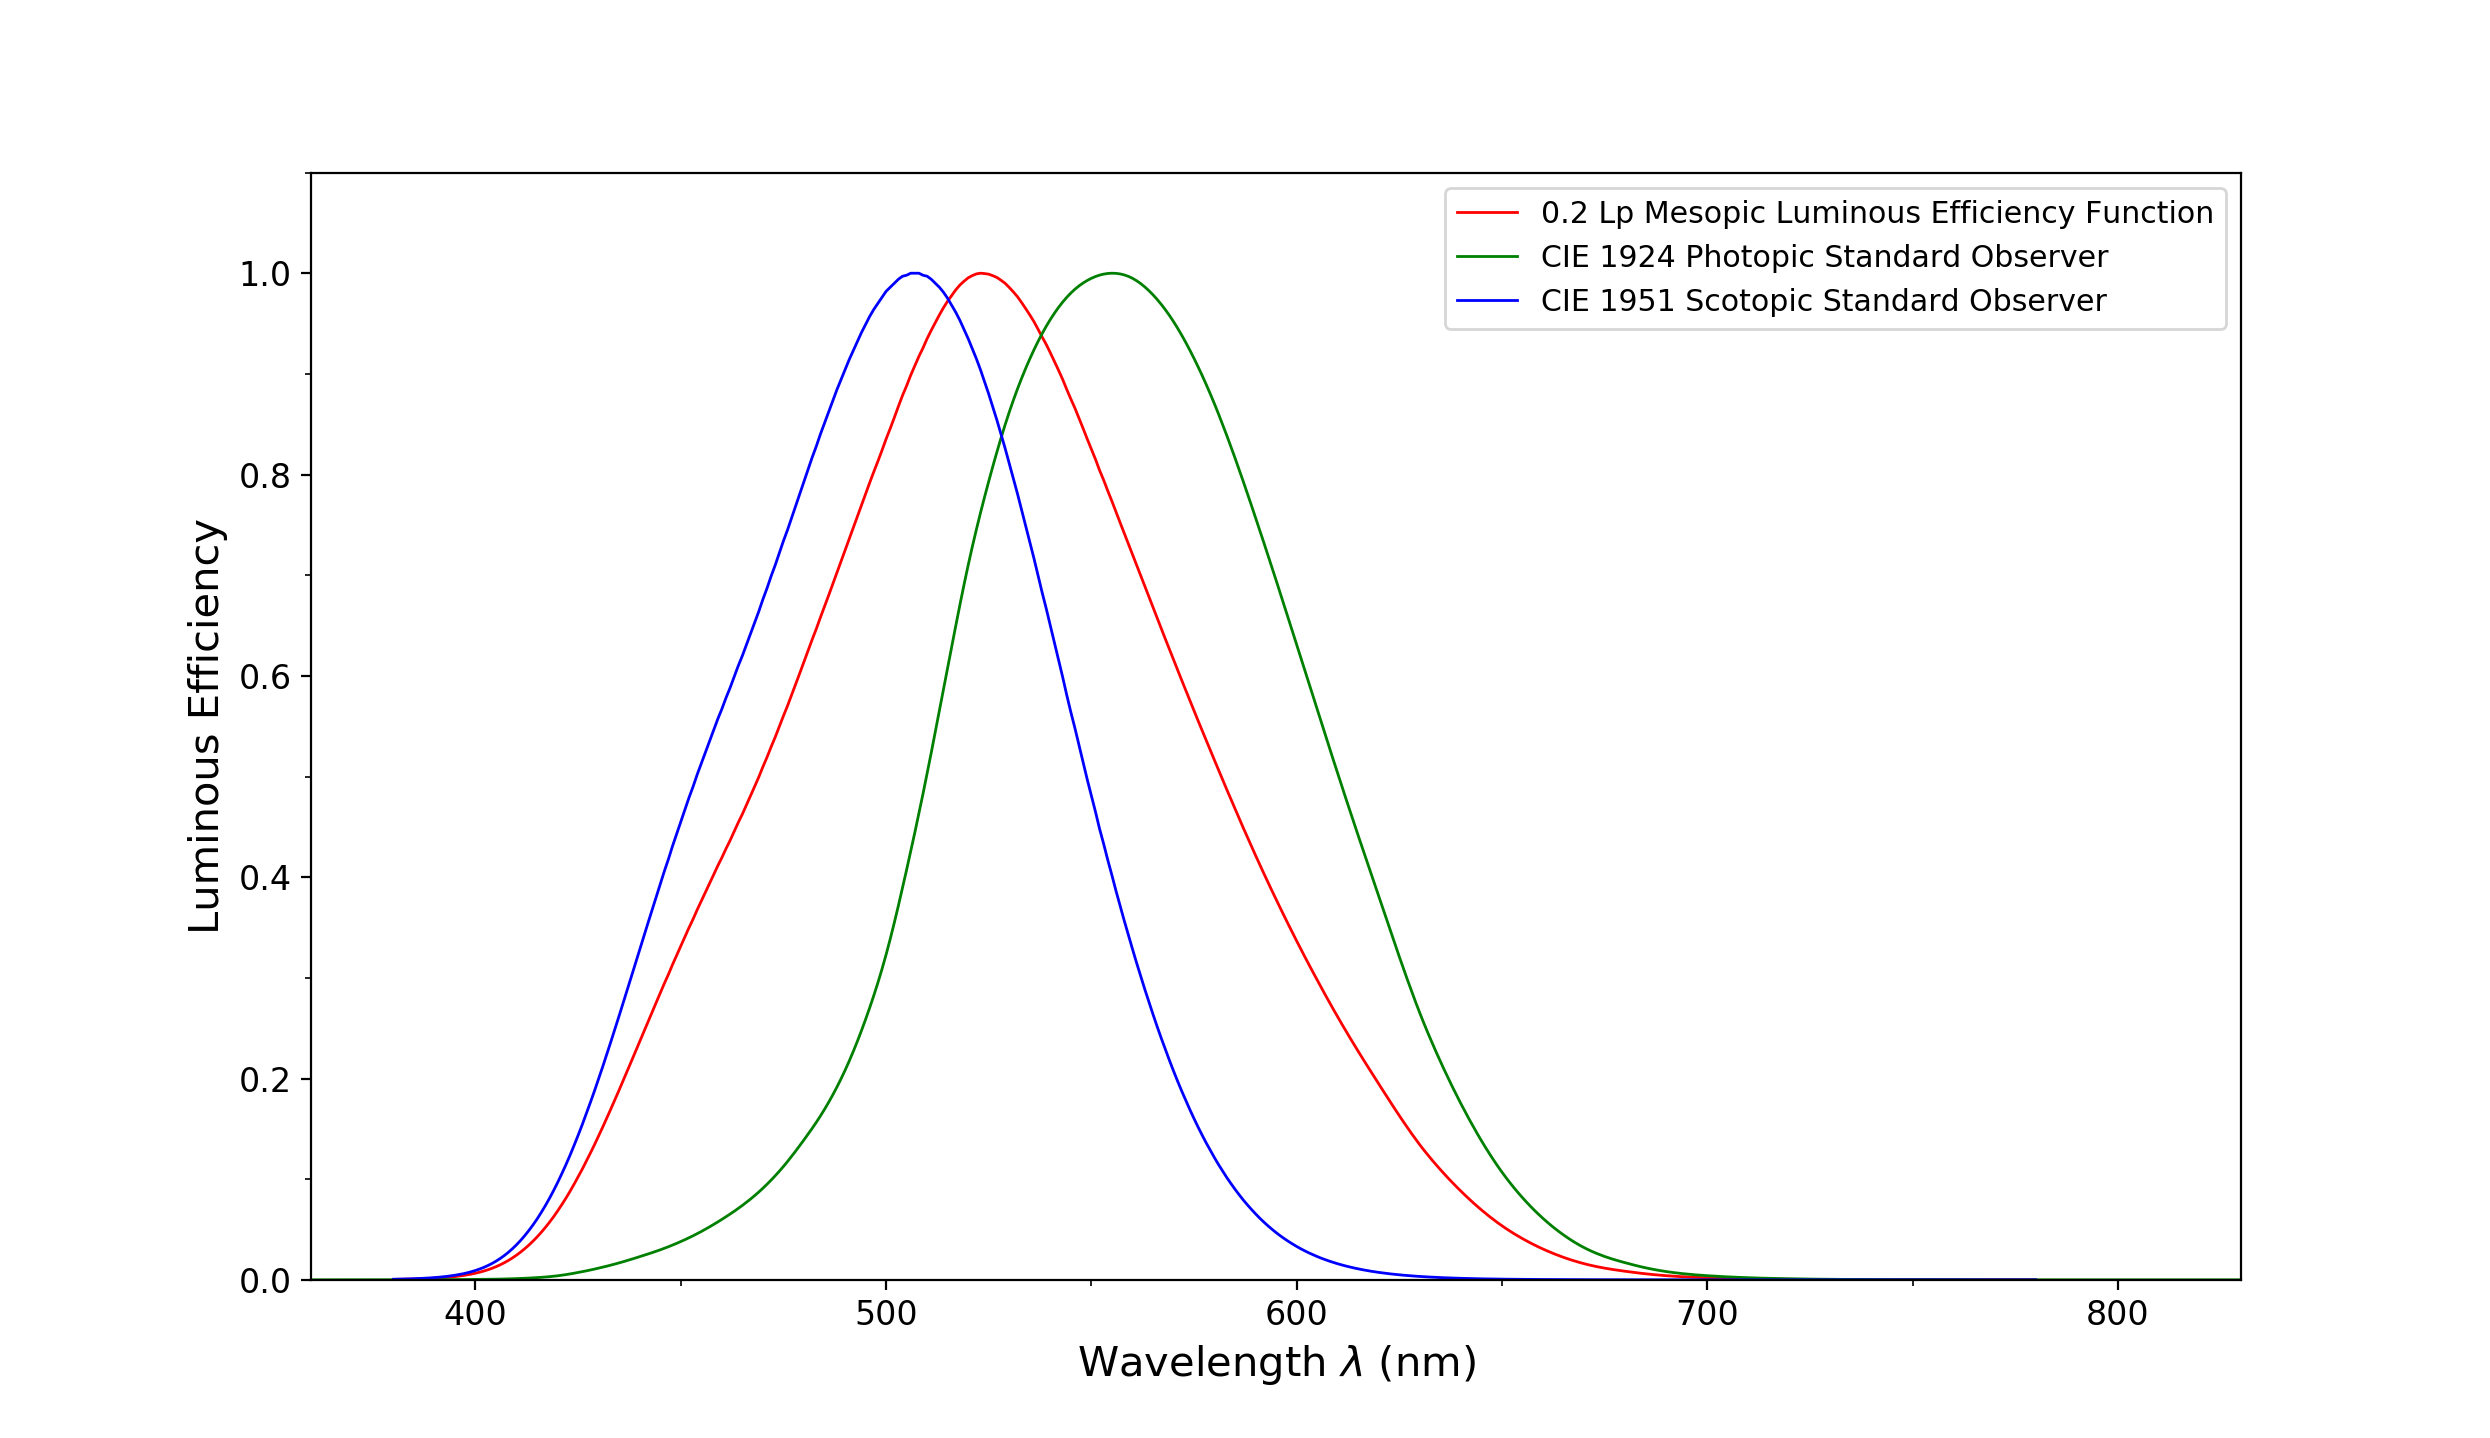 0.2 Lp Mesopic Luminous Efficiency Function
CIE 1924 Photopic Standard Observer
CIE 1951 Scotopic Standard Observer
1.0
0.8
0.6
0.4
0.2
0.0
Luminous Efficiency
400 500 600 700 800
Wavelength λ (nm)